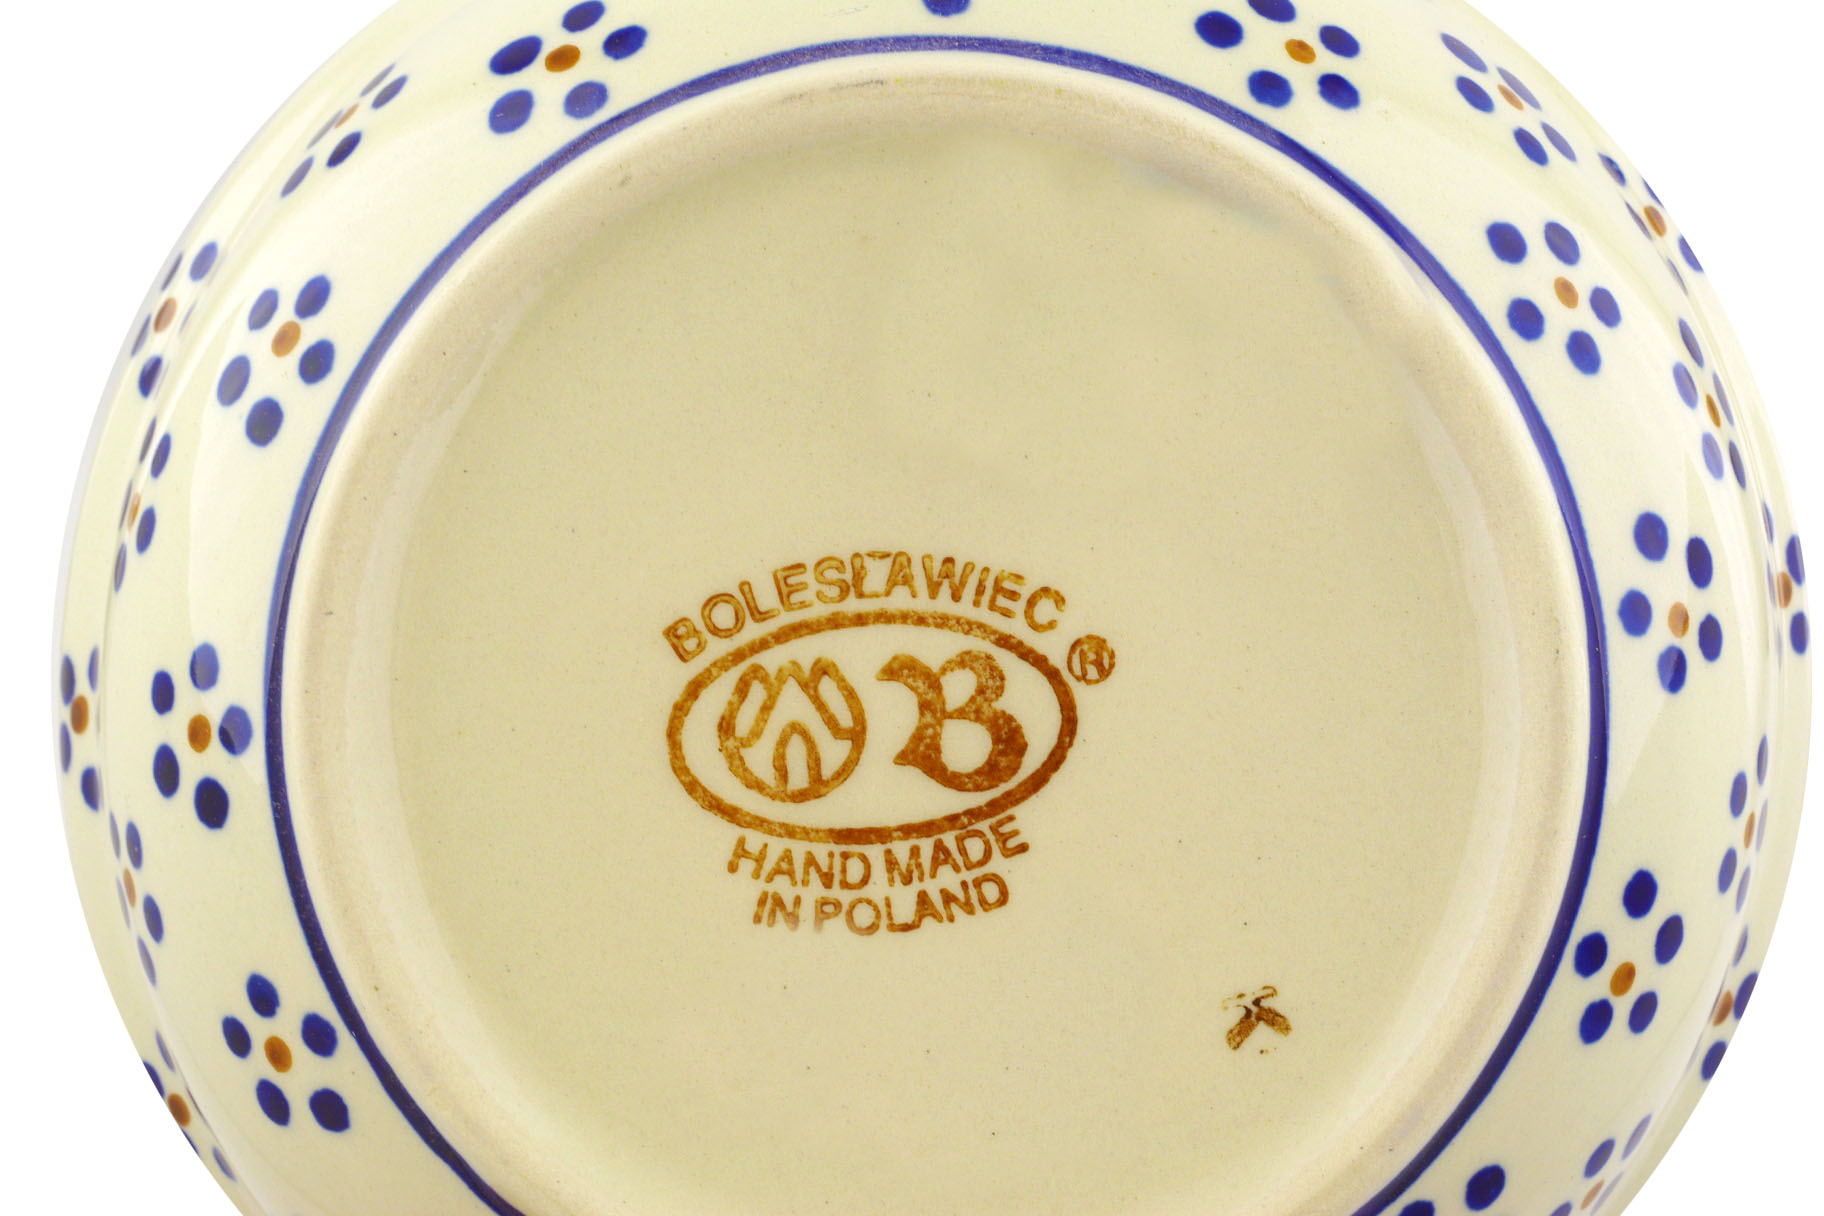 BOLESŁAWIEC
B ®
HAND MADE
IN POLAND